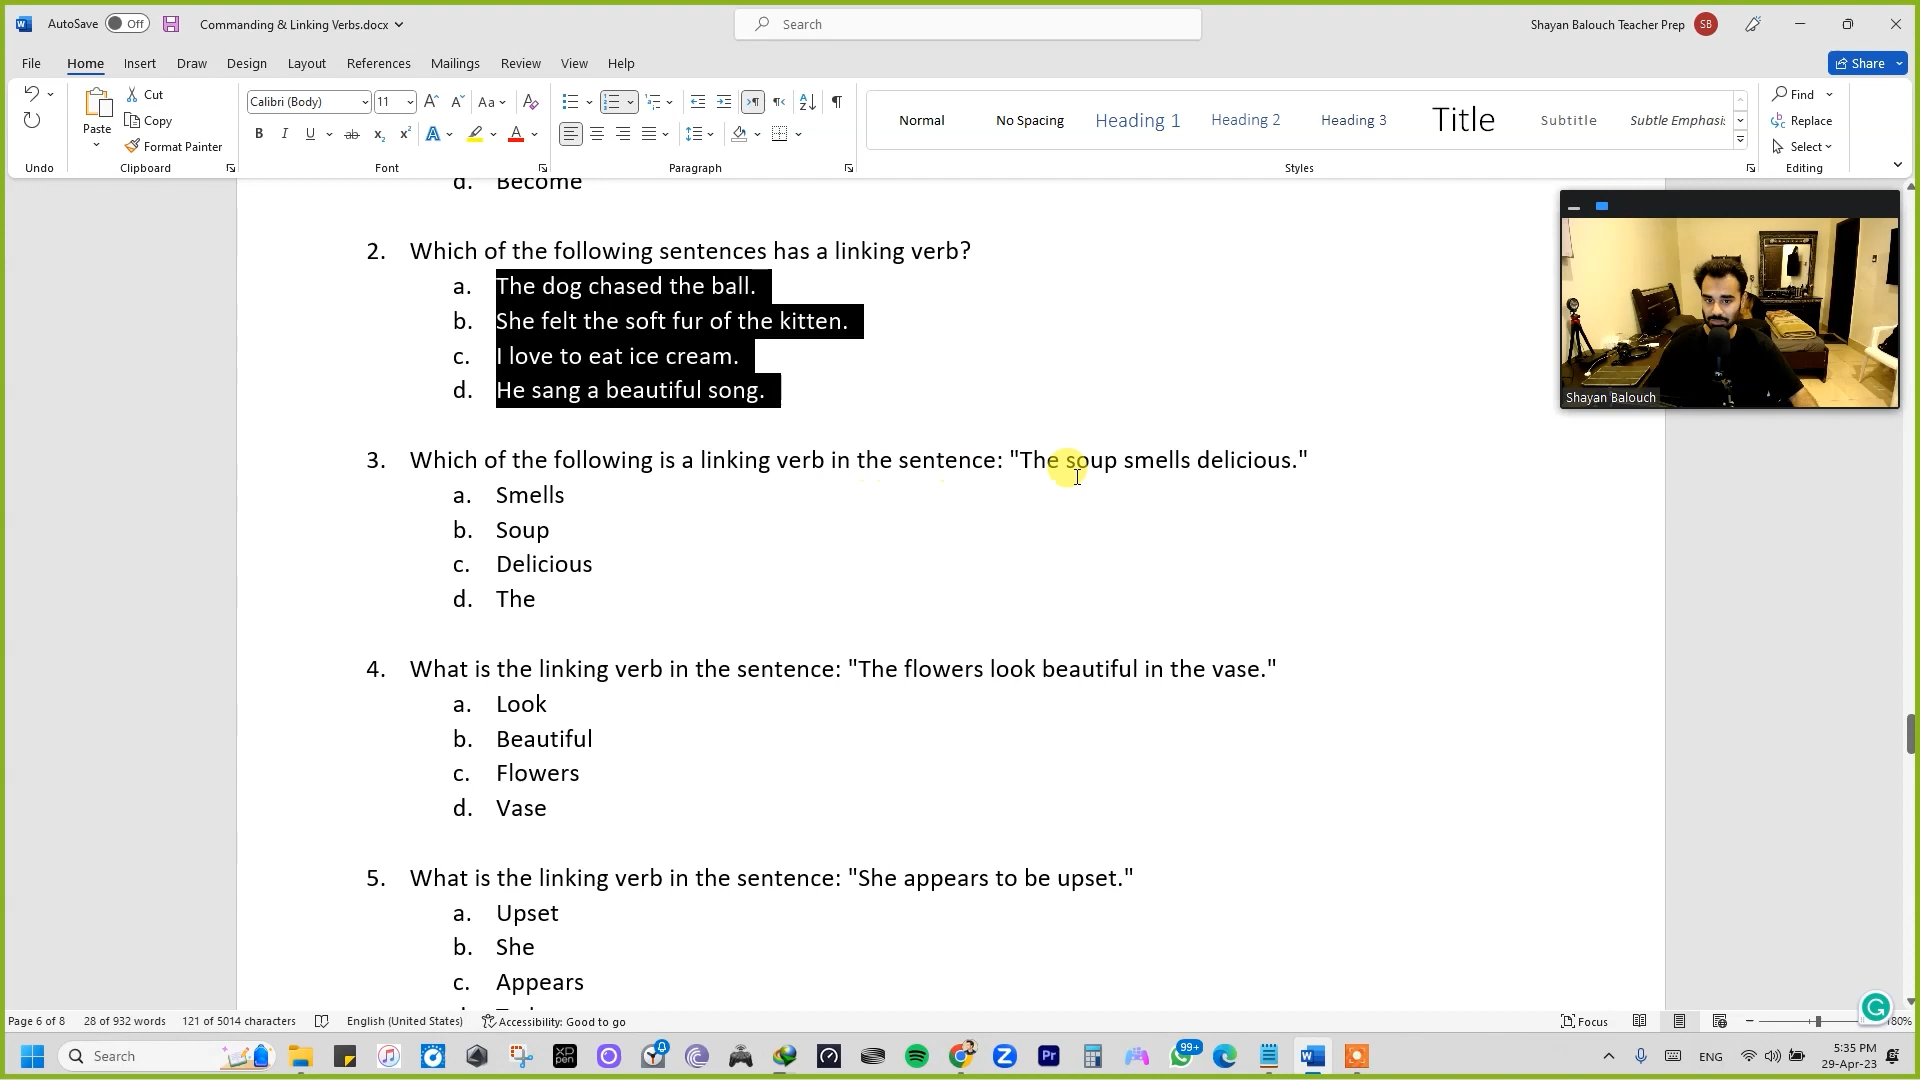 AutoSave Off Commanding & Linking Verbs.docx Search Shayan Balouch Teacher Prep SB
File Home Insert Draw Design Layout References Mailings Review View Help Share
Paste Cut Calibri (Body) 11 Aa Find
Copy Normal No Spacing Heading 1 Heading 2 Heading 3 Title Subtitle Subtle Emphasis Replace
Format Painter B I U ab x₂ x² A A Select
Undo Clipboard Font Paragraph Styles Editing
d. Become
2. Which of the following sentences has a linking verb?
a. The dog chased the ball.
b. She felt the soft fur of the kitten.
c. I love to eat ice cream.
d. He sang a beautiful song.
Shayan Balouch
3. Which of the following is a linking verb in the sentence: "The soup smells delicious."
a. Smells
b. Soup
c. Delicious
d. The
4. What is the linking verb in the sentence: "The flowers look beautiful in the vase."
a. Look
b. Beautiful
c. Flowers
d. Vase
5. What is the linking verb in the sentence: "She appears to be upset."
a. Upset
b. She
c. Appears
Page 6 of 8 28 of 932 words 121 of 5014 characters English (United States) Accessibility: Good to go Focus 180%
Search XP PEN 99+ Pr ENG 5:35 PM
29-Apr-23